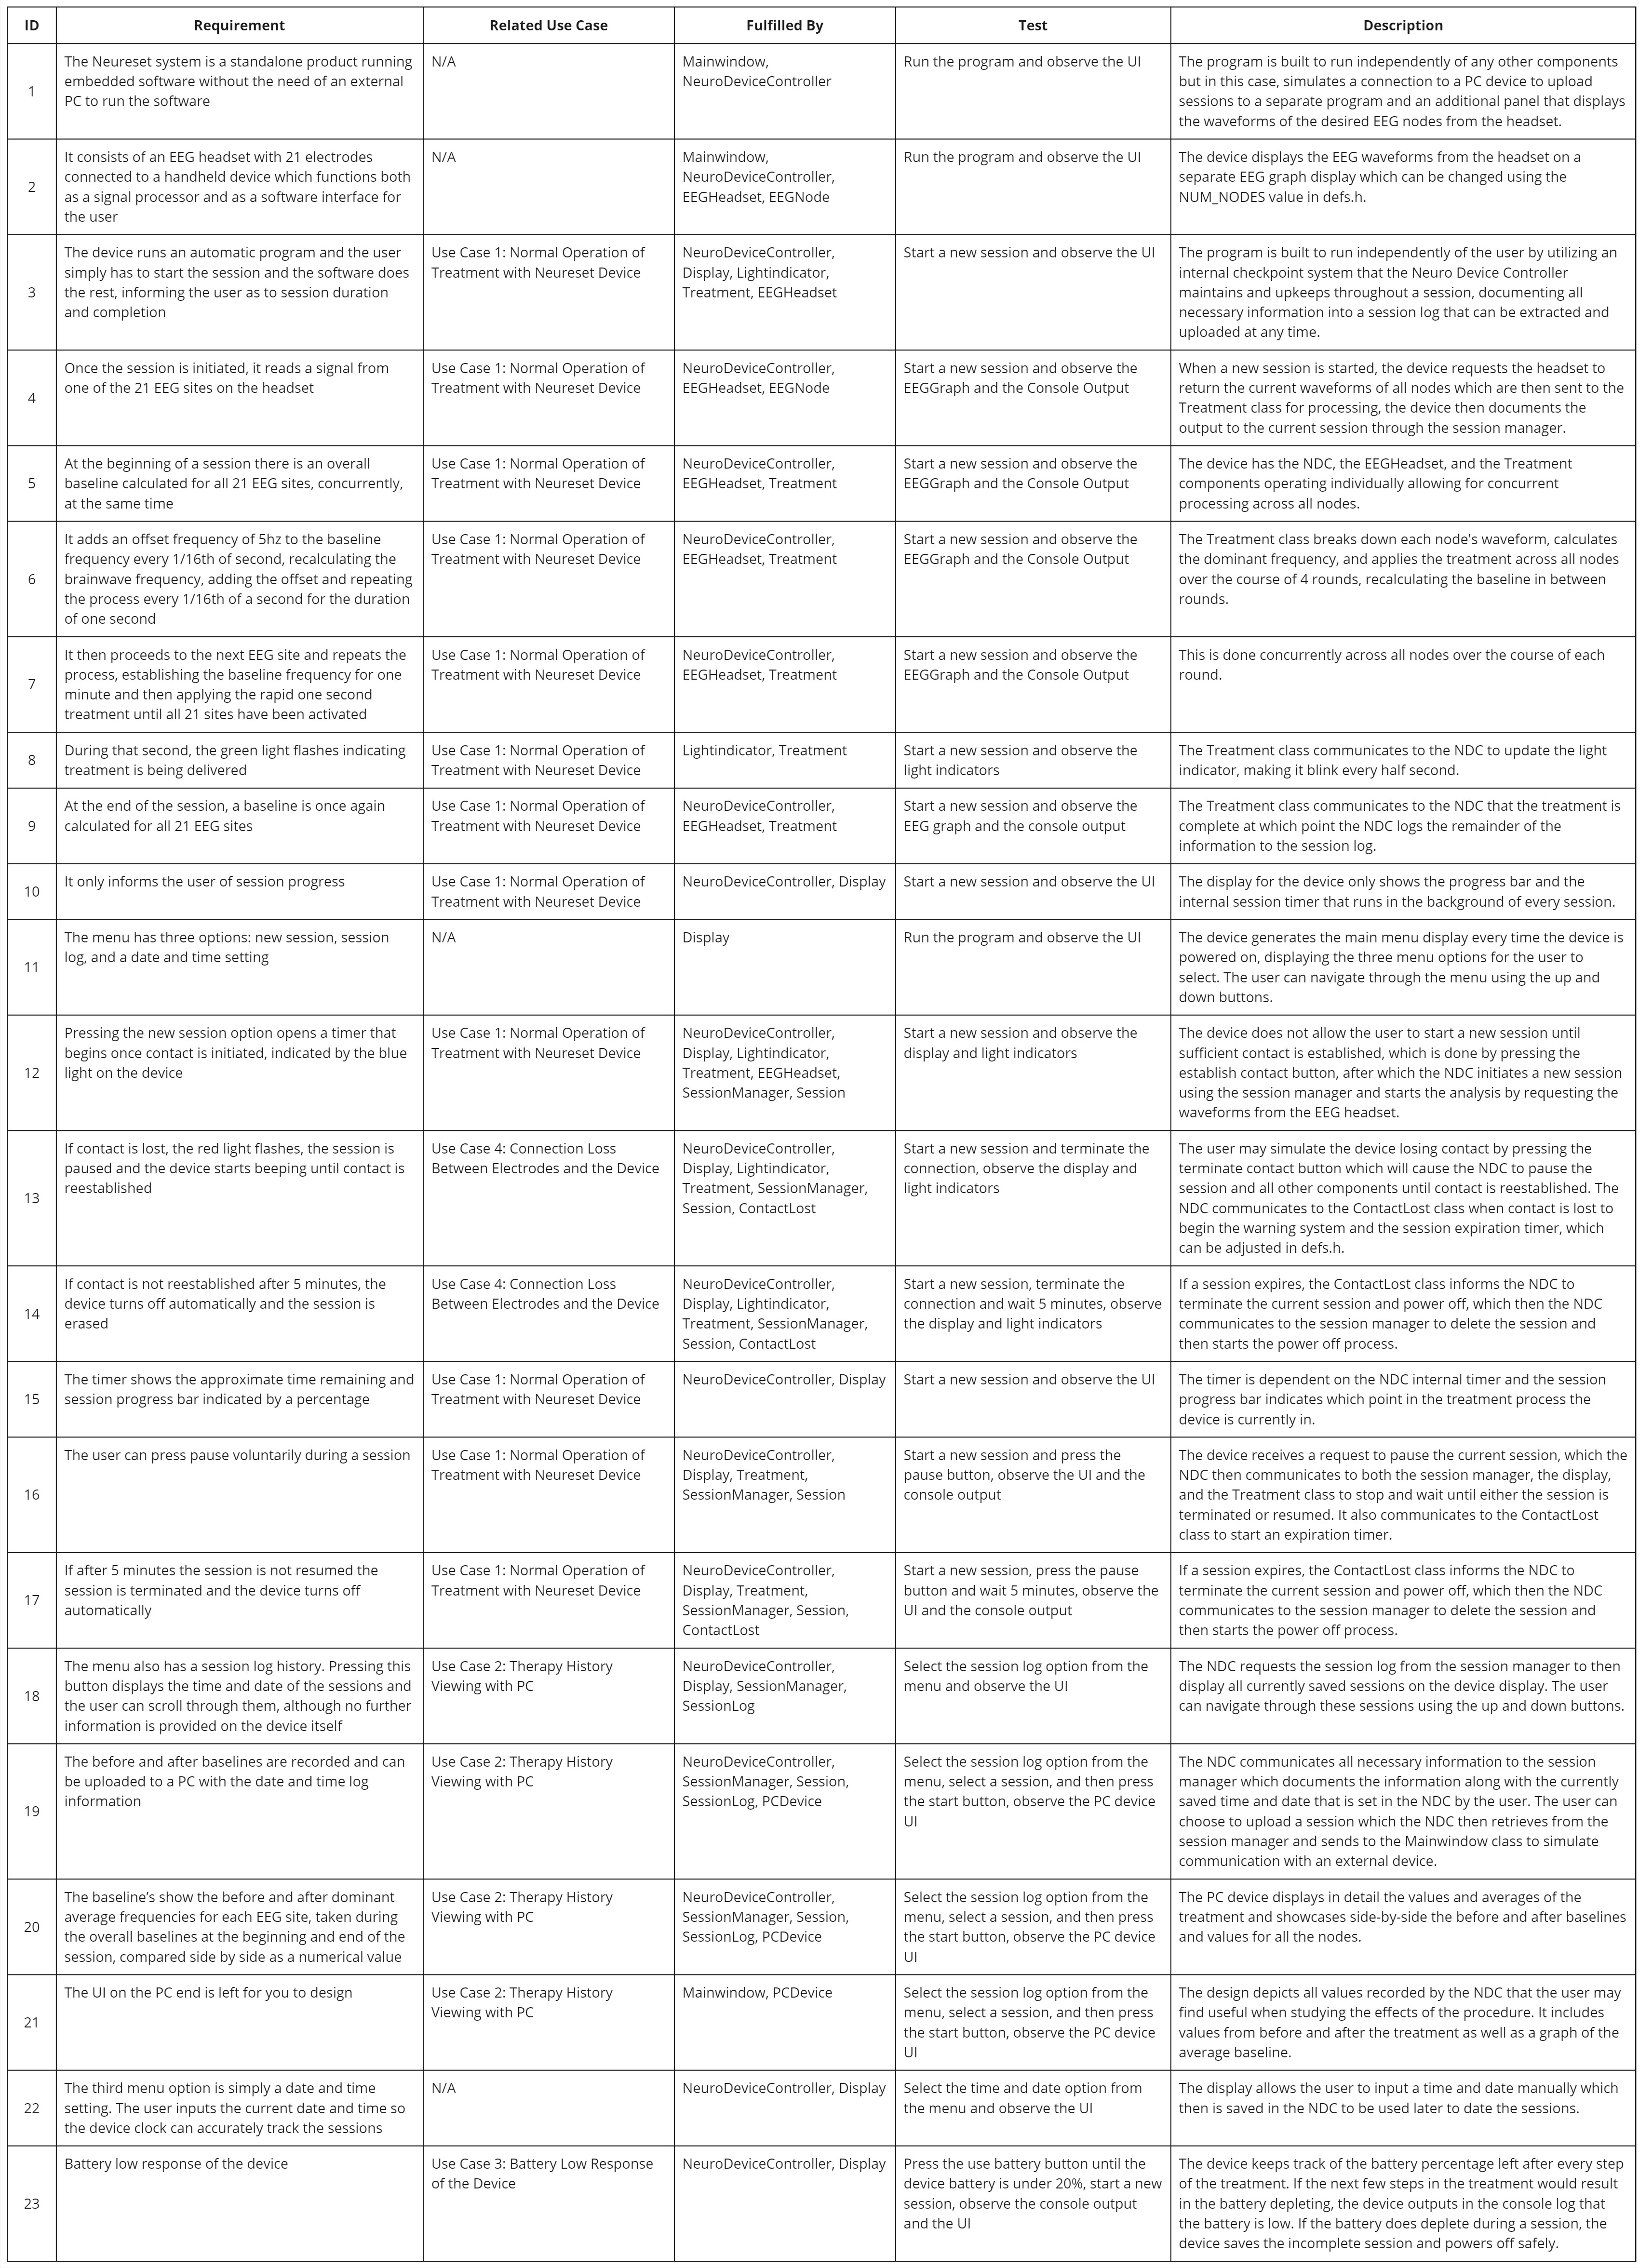 ID Requirement Related Use Case Fulfilled By Test Description
1
The Neureset system is a standalone product running
embedded software without the need of an external
PC to run the software
N/A
Mainwindow,
NeuroDeviceController
Run the program and observe the UI
The program is built to run independently of any other components
but in this case, simulates a connection to a PC device to upload
sessions to a separate program and an additional panel that displays
the waveforms of the desired EEG nodes from the headset.
2
It consists of an EEG headset with 21 electrodes
connected to a handheld device which functions both
as a signal processor and as a software interface for
the user
N/A
Mainwindow,
NeuroDeviceController,
EEGHeadset, EEGNode
Run the program and observe the UI
The device displays the EEG waveforms from the headset on a
separate EEG graph display which can be changed using the
NUM_NODES value in defs.h.
3
The device runs an automatic program and the user
simply has to start the session and the software does
the rest, informing the user as to session duration
and completion
Use Case 1: Normal Operation of
Treatment with Neureset Device
NeuroDeviceController,
Display, Lightindicator,
Treatment, EEGHeadset
Start a new session and observe the UI
The program is built to run independently of the user by utilizing an
internal checkpoint system that the Neuro Device Controller
maintains and upkeeps throughout a session, documenting all
necessary information into a session log that can be extracted and
uploaded at any time.
4
Once the session is initiated, it reads a signal from
one of the 21 EEG sites on the headset
Use Case 1: Normal Operation of
Treatment with Neureset Device
NeuroDeviceController,
EEGHeadset, EEGNode
Start a new session and observe the
EEGGraph and the Console Output
When a new session is started, the device requests the headset to
return the current waveforms of all nodes which are then sent to the
Treatment class for processing, the device then documents the
output to the current session through the session manager.
5
At the beginning of a session there is an overall
baseline calculated for all 21 EEG sites, concurrently,
at the same time
Use Case 1: Normal Operation of
Treatment with Neureset Device
NeuroDeviceController,
EEGHeadset, Treatment
Start a new session and observe the
EEGGraph and the Console Output
The device has the NDC, the EEGHeadset, and the Treatment
components operating individually allowing for concurrent
processing across all nodes.
6
It adds an offset frequency of 5hz to the baseline
frequency every 1/16th of second, recalculating the
brainwave frequency, adding the offset and repeating
the process every 1/16th of a second for the duration
of one second
Use Case 1: Normal Operation of
Treatment with Neureset Device
NeuroDeviceController,
EEGHeadset, Treatment
Start a new session and observe the
EEGGraph and the Console Output
The Treatment class breaks down each node's waveform, calculates
the dominant frequency, and applies the treatment across all nodes
over the course of 4 rounds, recalculating the baseline in between
rounds.
7
It then proceeds to the next EEG site and repeats the
process, establishing the baseline frequency for one
minute and then applying the rapid one second
treatment until all 21 sites have been activated
Use Case 1: Normal Operation of
Treatment with Neureset Device
NeuroDeviceController,
EEGHeadset, Treatment
Start a new session and observe the
EEGGraph and the Console Output
This is done concurrently across all nodes over the course of each
round.
8
During that second, the green light flashes indicating
treatment is being delivered
Use Case 1: Normal Operation of
Treatment with Neureset Device
Lightindicator, Treatment
Start a new session and observe the
light indicators
The Treatment class communicates to the NDC to update the light
indicator, making it blink every half second.
9
At the end of the session, a baseline is once again
calculated for all 21 EEG sites
Use Case 1: Normal Operation of
Treatment with Neureset Device
NeuroDeviceController,
EEGHeadset, Treatment
Start a new session and observe the
EEG graph and the console output
The Treatment class communicates to the NDC that the treatment is
complete at which point the NDC logs the remainder of the
information to the session log.
10
It only informs the user of session progress
Use Case 1: Normal Operation of
Treatment with Neureset Device
NeuroDeviceController, Display
Start a new session and observe the UI
The display for the device only shows the progress bar and the
internal session timer that runs in the background of every session.
11
The menu has three options: new session, session
log, and a date and time setting
N/A
Display
Run the program and observe the UI
The device generates the main menu display every time the device is
powered on, displaying the three menu options for the user to
select. The user can navigate through the menu using the up and
down buttons.
12
Pressing the new session option opens a timer that
begins once contact is initiated, indicated by the blue
light on the device
Use Case 1: Normal Operation of
Treatment with Neureset Device
NeuroDeviceController,
Display, Lightindicator,
Treatment, EEGHeadset,
SessionManager, Session
Start a new session and observe the
display and light indicators
The device does not allow the user to start a new session until
sufficient contact is established, which is done by pressing the
establish contact button, after which the NDC initiates a new session
using the session manager and starts the analysis by requesting the
waveforms from the EEG headset.
13
If contact is lost, the red light flashes, the session is
paused and the device starts beeping until contact is
reestablished
Use Case 4: Connection Loss
Between Electrodes and the Device
NeuroDeviceController,
Display, Lightindicator,
Treatment, SessionManager,
Session, ContactLost
Start a new session and terminate the
connection, observe the display and
light indicators
The user may simulate the device losing contact by pressing the
terminate contact button which will cause the NDC to pause the
session and all other components until contact is reestablished. The
NDC communicates to the ContactLost class when contact is lost to
begin the warning system and the session expiration timer, which
can be adjusted in defs.h.
14
If contact is not reestablished after 5 minutes, the
device turns off automatically and the session is
erased
Use Case 4: Connection Loss
Between Electrodes and the Device
NeuroDeviceController,
Display, Lightindicator,
Treatment, SessionManager,
Session, ContactLost
Start a new session, terminate the
connection and wait 5 minutes, observe
the display and light indicators
If a session expires, the ContactLost class informs the NDC to
terminate the current session and power off, which then the NDC
communicates to the session manager to delete the session and
then starts the power off process.
15
The timer shows the approximate time remaining and
session progress bar indicated by a percentage
Use Case 1: Normal Operation of
Treatment with Neureset Device
NeuroDeviceController, Display
Start a new session and observe the UI
The timer is dependent on the NDC internal timer and the session
progress bar indicates which point in the treatment process the
device is currently in.
16
The user can press pause voluntarily during a session
Use Case 1: Normal Operation of
Treatment with Neureset Device
NeuroDeviceController,
Display, Treatment,
SessionManager, Session
Start a new session and press the
pause button, observe the UI and the
console output
The device receives a request to pause the current session, which the
NDC then communicates to both the session manager, the display,
and the Treatment class to stop and wait until either the session is
terminated or resumed. It also communicates to the ContactLost
class to start an expiration timer.
17
If after 5 minutes the session is not resumed the
session is terminated and the device turns off
automatically
Use Case 1: Normal Operation of
Treatment with Neureset Device
NeuroDeviceController,
Display, Treatment,
SessionManager, Session,
ContactLost
Start a new session, press the pause
button and wait 5 minutes, observe the
UI and the console output
If a session expires, the ContactLost class informs the NDC to
terminate the current session and power off, which then the NDC
communicates to the session manager to delete the session and
then starts the power off process.
18
The menu also has a session log history. Pressing this
button displays the time and date of the sessions and
the user can scroll through them, although no further
information is provided on the device itself
Use Case 2: Therapy History
Viewing with PC
NeuroDeviceController,
Display, SessionManager,
SessionLog
Select the session log option from the
menu and observe the UI
The NDC requests the session log from the session manager to then
display all currently saved sessions on the device display. The user
can navigate through these sessions using the up and down buttons.
19
The before and after baselines are recorded and can
be uploaded to a PC with the date and time log
information
Use Case 2: Therapy History
Viewing with PC
NeuroDeviceController,
SessionManager, Session,
SessionLog, PCDevice
Select the session log option from the
menu, select a session, and then press
the start button, observe the PC device
UI
The NDC communicates all necessary information to the session
manager which documents the information along with the currently
saved time and date that is set in the NDC by the user. The user can
choose to upload a session which the NDC then retrieves from the
session manager and sends to the Mainwindow class to simulate
communication with an external device.
20
The baseline’s show the before and after dominant
average frequencies for each EEG site, taken during
the overall baselines at the beginning and end of the
session, compared side by side as a numerical value
Use Case 2: Therapy History
Viewing with PC
NeuroDeviceController,
SessionManager, Session,
SessionLog, PCDevice
Select the session log option from the
menu, select a session, and then press
the start button, observe the PC device
UI
The PC device displays in detail the values and averages of the
treatment and showcases side-by-side the before and after baselines
and values for all the nodes.
21
The UI on the PC end is left for you to design
Use Case 2: Therapy History
Viewing with PC
Mainwindow, PCDevice
Select the session log option from the
menu, select a session, and then press
the start button, observe the PC device
UI
The design depicts all values recorded by the NDC that the user may
find useful when studying the effects of the procedure. It includes
values from before and after the treatment as well as a graph of the
average baseline.
22
The third menu option is simply a date and time
setting. The user inputs the current date and time so
the device clock can accurately track the sessions
N/A
NeuroDeviceController, Display
Select the time and date option from
the menu and observe the UI
The display allows the user to input a time and date manually which
then is saved in the NDC to be used later to date the sessions.
23
Battery low response of the device
Use Case 3: Battery Low Response
of the Device
NeuroDeviceController, Display
Press the use battery button until the
device battery is under 20%, start a new
session, observe the console output
and the UI
The device keeps track of the battery percentage left after every step
of the treatment. If the next few steps in the treatment would result
in the battery depleting, the device outputs in the console log that
the battery is low. If the battery does deplete during a session, the
device saves the incomplete session and powers off safely.